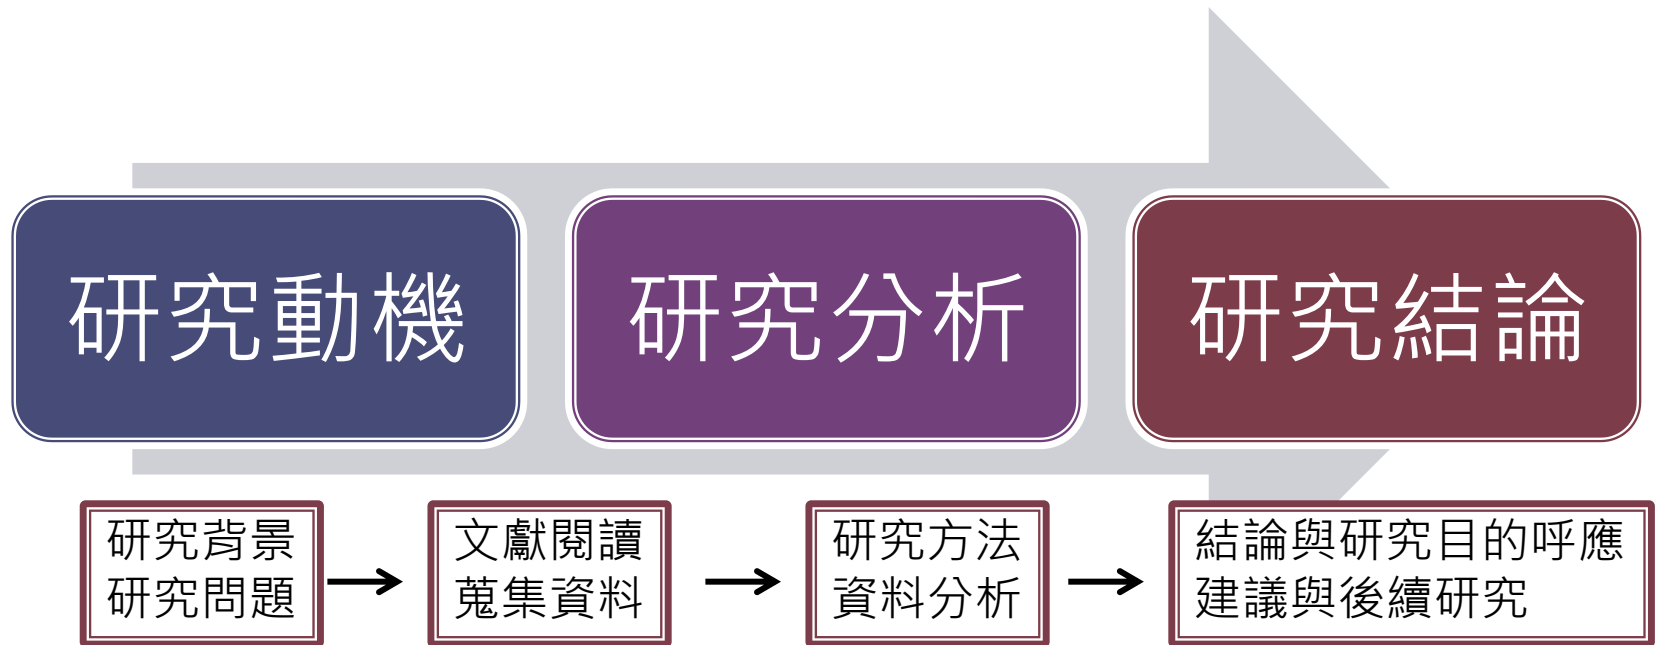 研究動機
研究分析
研究結論
研究背景
研究問題
文獻閱讀
蒐集資料
研究方法
資料分析
結論與研究目的呼應
建議與後續研究